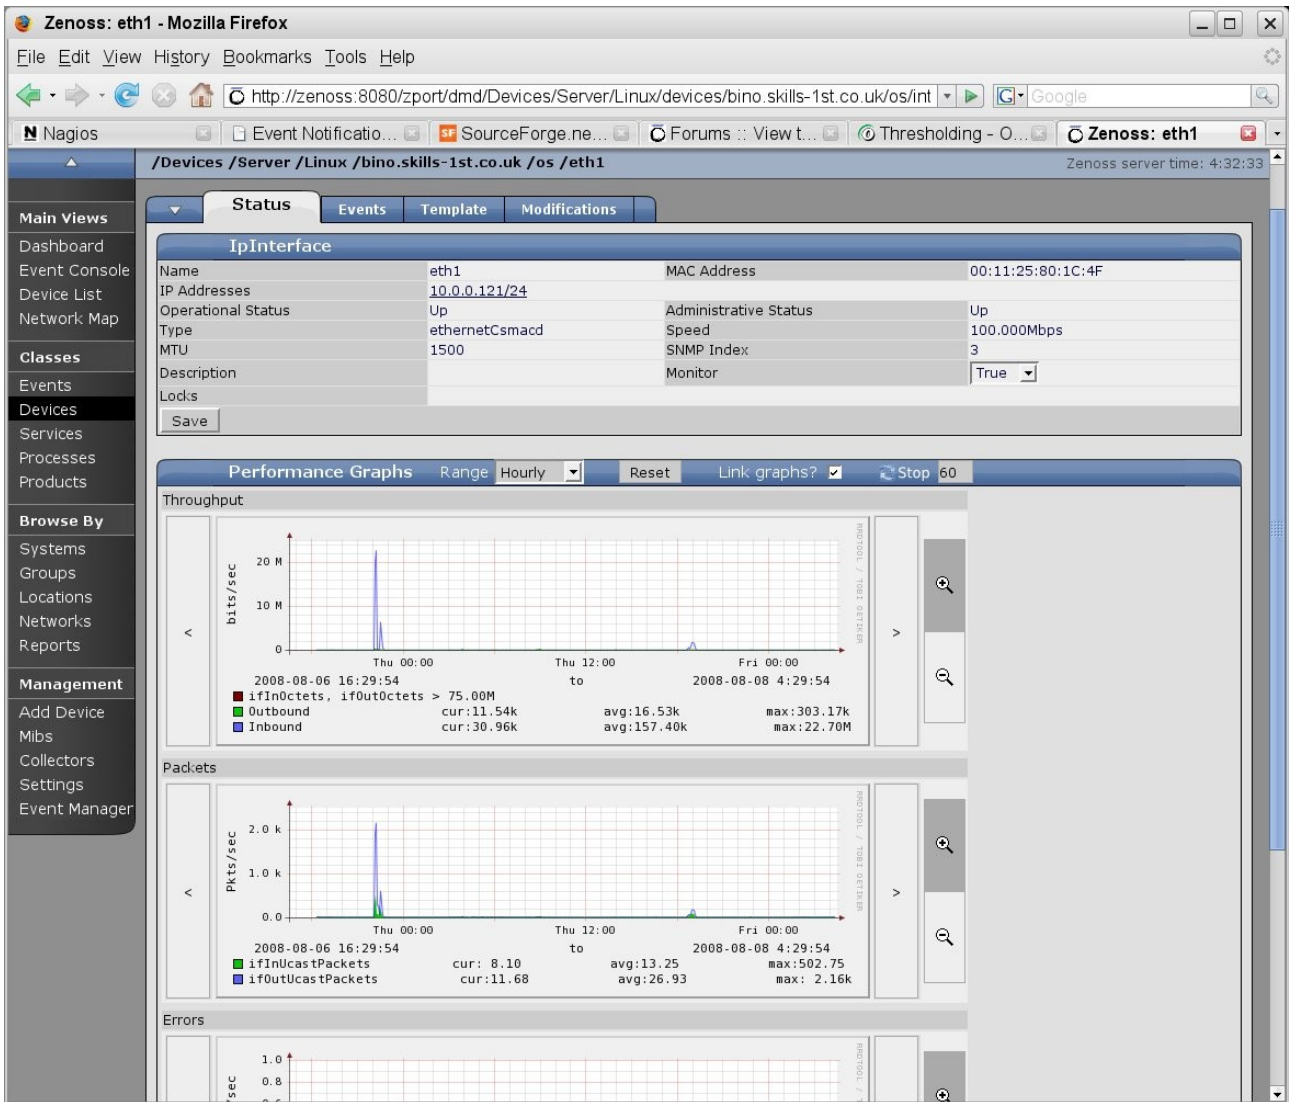 Zenoss: eth1 - Mozilla Firefox
File Edit View History Bookmarks Tools Help
http://zenoss:8080/zport/dmd/Devices/Server/Linux/devices/bino.skills-1st.co.uk/os/int G Google
N Nagios Event Notificatio... SF SourceForge.ne... Forums :: View t... Thresholding - O... Zenoss: eth1
/Devices /Server /Linux /bino.skills-1st.co.uk /os /eth1 Zenoss server time: 4:32:33
Main Views
Dashboard
Event Console
Device List
Network Map
Classes
Events
Devices
Services
Processes
Products
Browse By
Systems
Groups
Locations
Networks
Reports
Management
Add Device
Mibs
Collectors
Settings
Event Manager
Status Events Template Modifications
IpInterface
Name eth1 MAC Address 00:11:25:80:1C:4F
IP Addresses 10.0.0.121/24
Operational Status Up Administrative Status Up
Type ethernetCsmacd Speed 100.000Mbps
MTU 1500 SNMP Index 3
Description Monitor True
Locks
Save
Performance Graphs Range Hourly Reset Link graphs? Stop 60
Throughput
RRDTOOL / TOBI OETIKER
bits/sec
20 M
10 M
0
< >
Thu 00:00 Thu 12:00 Fri 00:00
2008-08-06 16:29:54 to 2008-08-08 4:29:54
ifInOctets, ifOutOctets > 75.00M
Outbound cur:11.54k avg:16.53k max:303.17k
Inbound cur:30.96k avg:157.40k max:22.70M
Packets
RRDTOOL / TOBI OETIKER
Pkts/sec
2.0 k
1.0 k
0.0
< >
Thu 00:00 Thu 12:00 Fri 00:00
2008-08-06 16:29:54 to 2008-08-08 4:29:54
ifInUcastPackets cur: 8.10 avg:13.25 max:502.75
ifOutUcastPackets cur:11.68 avg:26.93 max: 2.16k
Errors
1.0
0.8